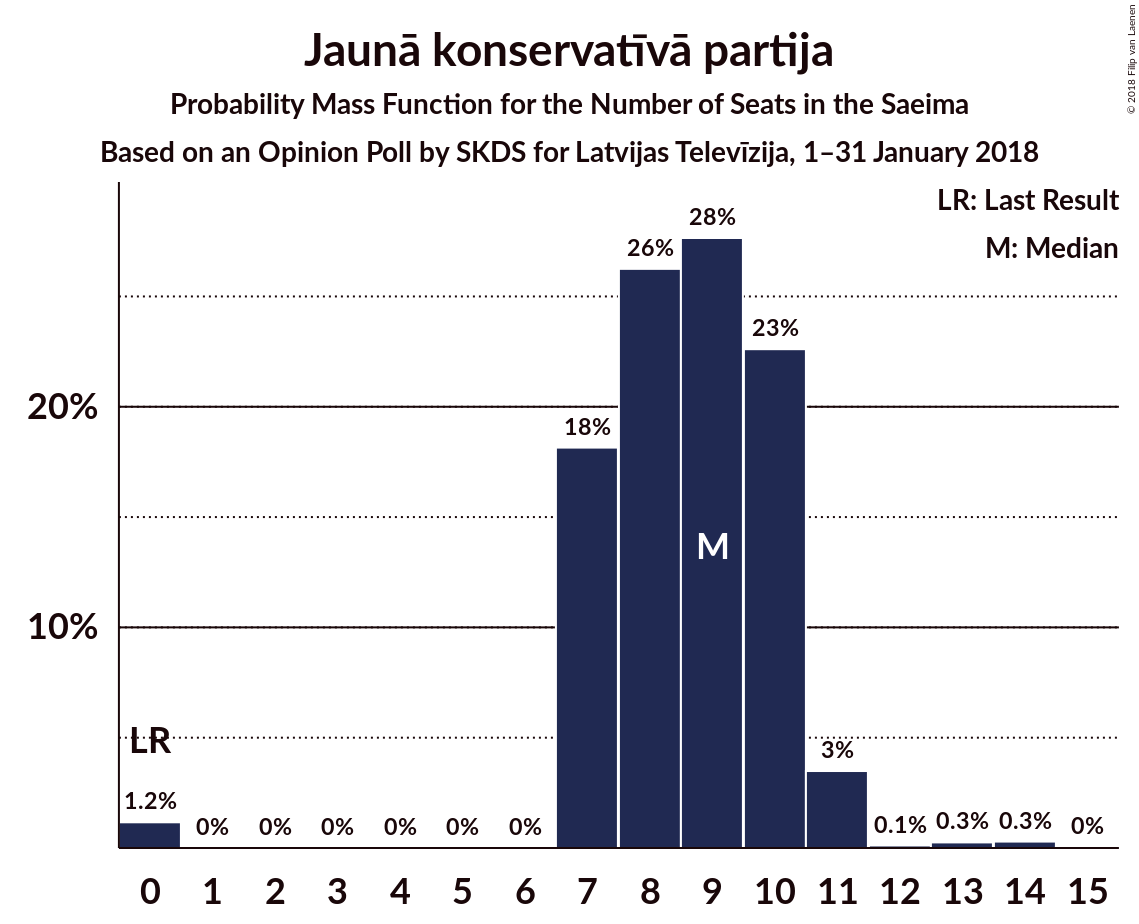 Jaunā konservatīvā partija
Probability Mass Function for the Number of Seats in the Saeima
Based on an Opinion Poll by SKDS for Latvijas Televīzija, 1–31 January 2018
© 2018 Filip van Laenen
LR: Last Result
M: Median
28%
26%
23%
20%
18%
M
10%
LR
3%
1.2%
0%
0%
0%
0%
0%
0%
0.1%
0.3%
0.3%
0%
0 1 2 3 4 5 6 7 8 9 10 11 12 13 14 15